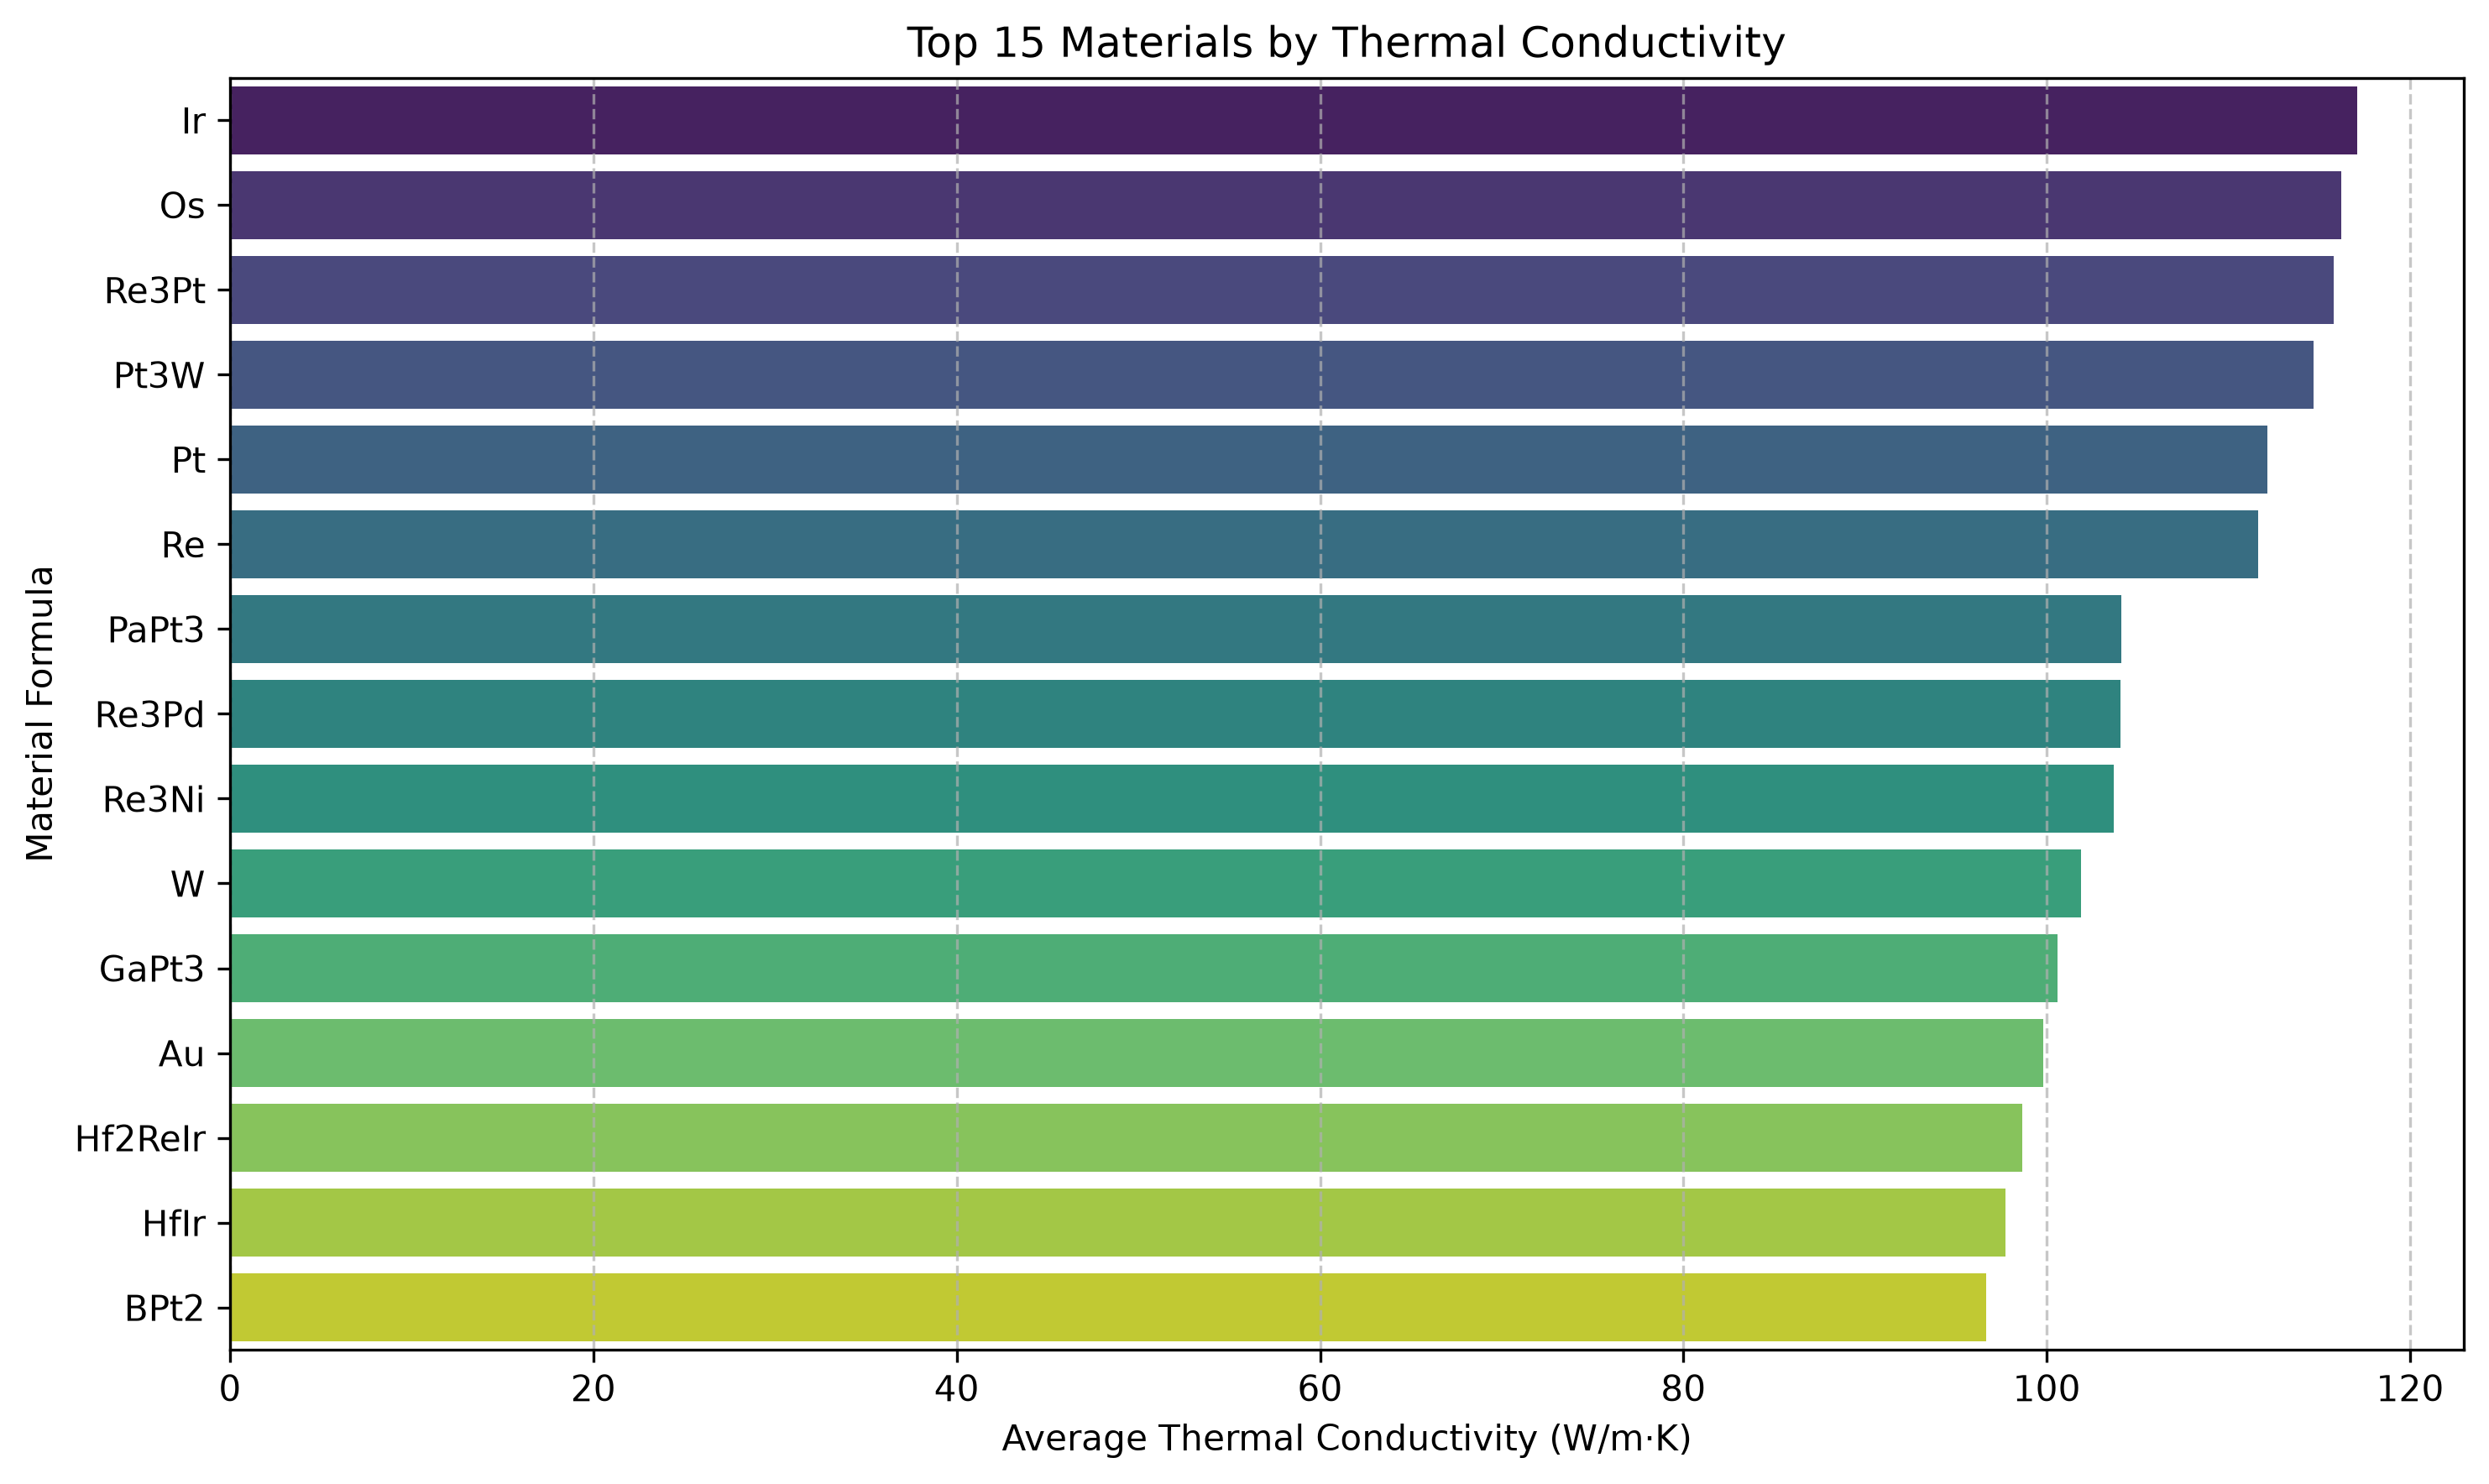 Top 15 Materials by Thermal Conductivity
Material Formula
Ir
Os
Re3Pt
Pt3W
Pt
Re
PaPt3
Re3Pd
Re3Ni
W
GaPt3
Au
Hf2ReIr
HfIr
BPt2
0 20 40 60 80 100 120
Average Thermal Conductivity (W/m·K)